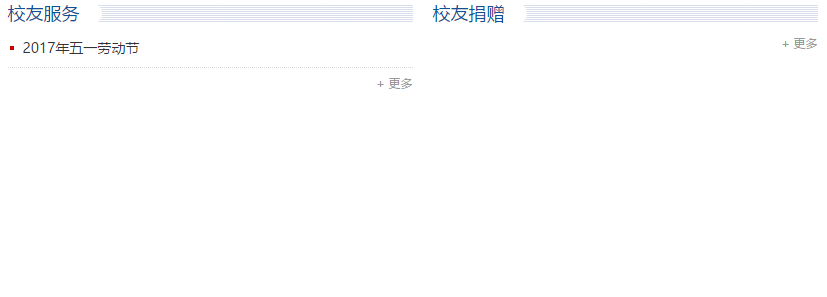 校友服务
2017年五一劳动节
+ 更多
校友捐赠
+ 更多